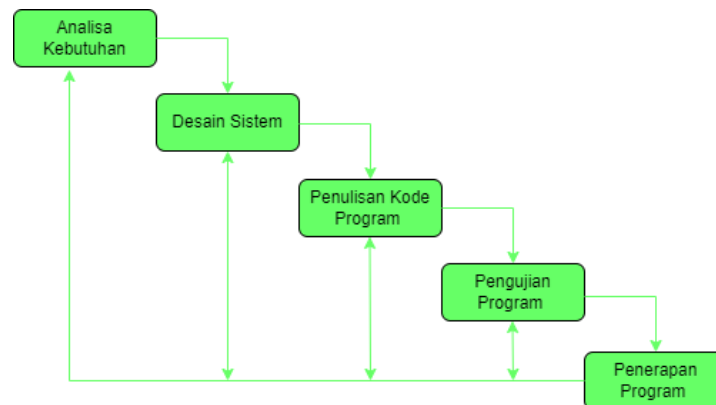 Analisa
Kebutuhan
Desain Sistem
Penulisan Kode
Program
Pengujian
Program
Penerapan
Program